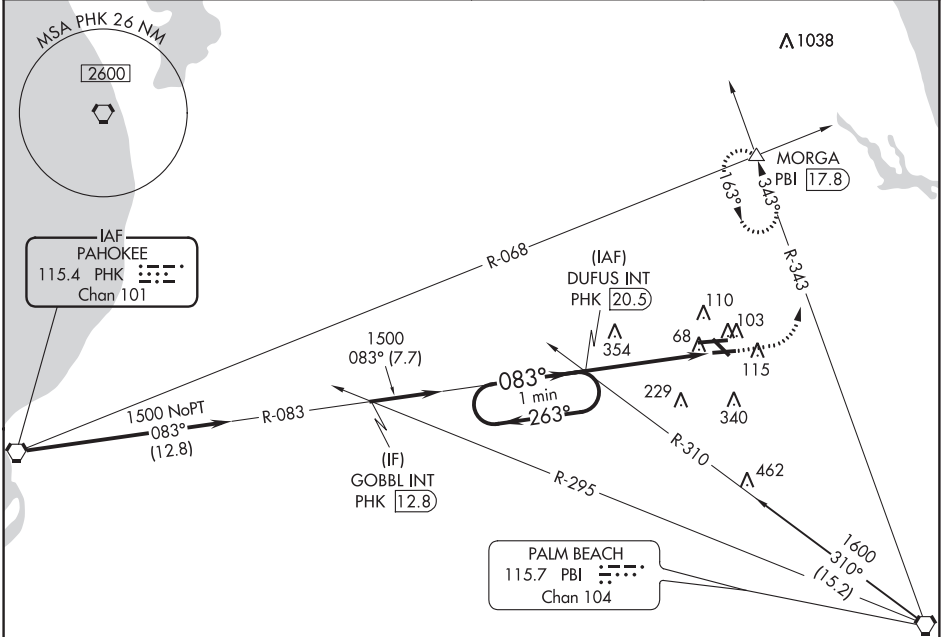 MSA PHK 26 NM
2600
1038
MORGA
PBI 17.8
163°
343°
R-343
R-068
IAF
PAHOKEE
115.4 PHK
Chan 101
(IAF)
DUFUS INT
PHK 20.5
110
103
68
354
115
229
340
1500
083° (7.7)
083°
1 min
263°
1500 NoPT
083°
(12.8)
R-083
(IF)
GOBBL INT
PHK 12.8
R-310
R-295
462
1600
310°
(15.2)
PALM BEACH
115.7 PBI
Chan 104